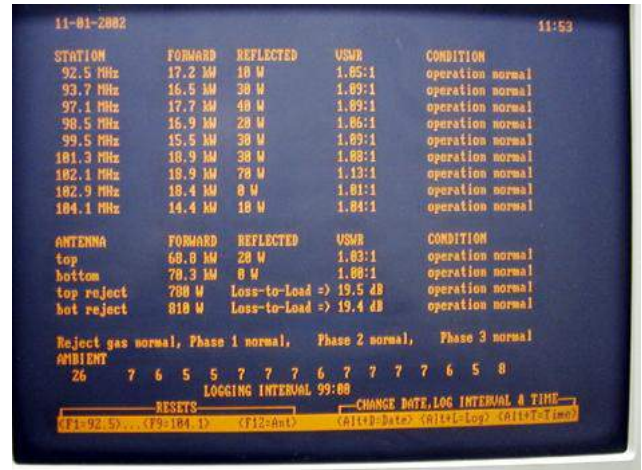 11-01-2002 11:53
STATION FORWARD REFLECTED VSWR CONDITION
92.5 MHz 17.2 kW 10 W 1.05:1 operation normal
93.7 MHz 16.5 kW 30 W 1.09:1 operation normal
97.1 MHz 17.7 kW 40 W 1.09:1 operation normal
98.5 MHz 16.9 kW 20 W 1.06:1 operation normal
99.5 MHz 15.5 kW 30 W 1.09:1 operation normal
101.3 MHz 18.9 kW 30 W 1.08:1 operation normal
102.1 MHz 18.9 kW 70 W 1.13:1 operation normal
102.9 MHz 18.4 kW 0 W 1.01:1 operation normal
104.1 MHz 14.4 kW 10 W 1.04:1 operation normal
ANTENNA FORWARD REFLECTED VSWR CONDITION
top 68.8 kW 20 W 1.03:1 operation normal
bottom 70.3 kW 0 W 1.00:1 operation normal
top reject 780 W Loss-to-Load => 19.5 dB operation normal
bot reject 810 W Loss-to-Load => 19.4 dB operation normal
Reject gas normal, Phase 1 normal, Phase 2 normal, Phase 3 normal
AMBIENT
26 7 6 5 5 7 7 7 6 7 7 7 7 6 5 8
LOGGING INTERVAL 99:00
RESETS CHANGE DATE,LOG INTERVAL & TIME
<F1=92.5>...<F9=104.1> <F12=Ant> <Alt+D=Date> <Alt+L=Log> <Alt+T=Time>